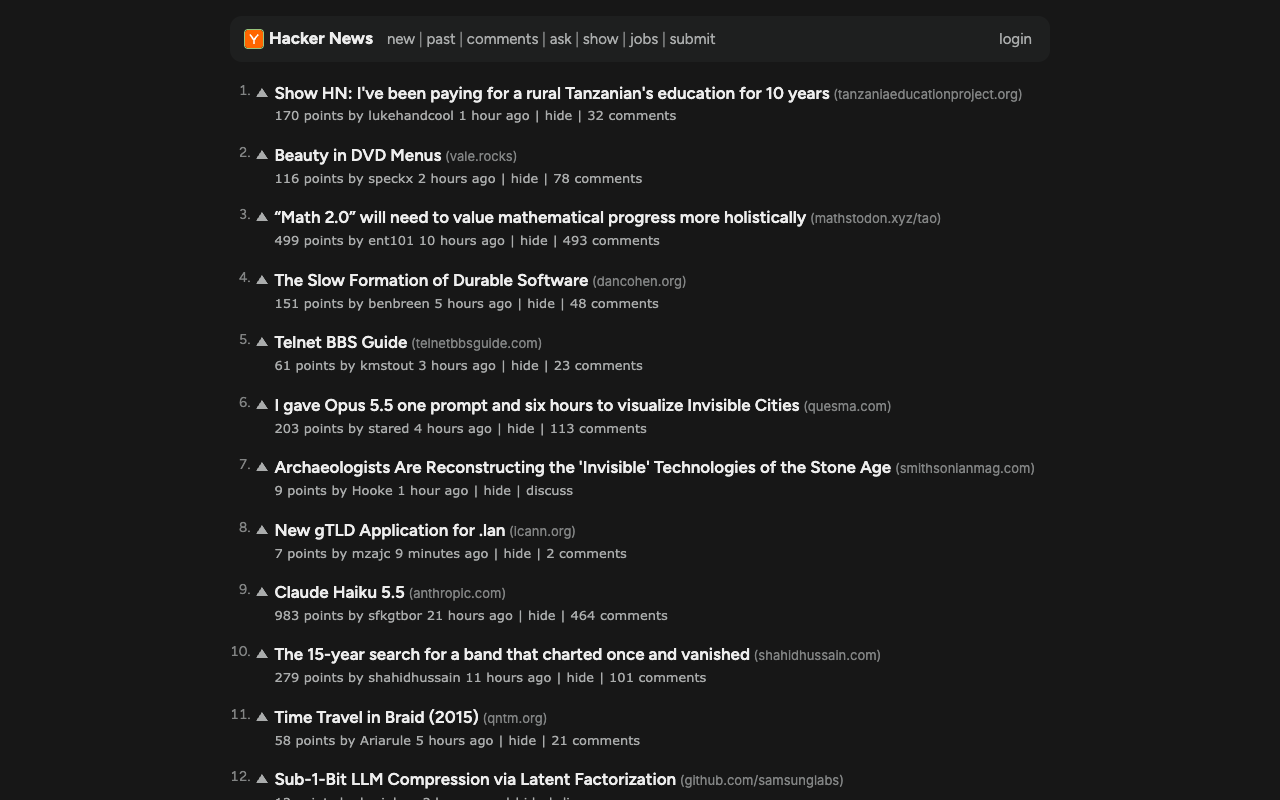 Y Hacker News new | past | comments | ask | show | jobs | submit login
1. ▲ Show HN: I've been paying for a rural Tanzanian's education for 10 years (tanzaniaeducationproject.org)
170 points by lukehandcool 1 hour ago | hide | 32 comments
2. ▲ Beauty in DVD Menus (vale.rocks)
116 points by speckx 2 hours ago | hide | 78 comments
3. ▲ “Math 2.0” will need to value mathematical progress more holistically (mathstodon.xyz/tao)
499 points by ent101 10 hours ago | hide | 493 comments
4. ▲ The Slow Formation of Durable Software (dancohen.org)
151 points by benbreen 5 hours ago | hide | 48 comments
5. ▲ Telnet BBS Guide (telnetbbsguide.com)
61 points by kmstout 3 hours ago | hide | 23 comments
6. ▲ I gave Opus 5.5 one prompt and six hours to visualize Invisible Cities (quesma.com)
203 points by stared 4 hours ago | hide | 113 comments
7. ▲ Archaeologists Are Reconstructing the 'Invisible' Technologies of the Stone Age (smithsonianmag.com)
9 points by Hooke 1 hour ago | hide | discuss
8. ▲ New gTLD Application for .lan (icann.org)
7 points by mzajc 9 minutes ago | hide | 2 comments
9. ▲ Claude Haiku 5.5 (anthropic.com)
983 points by sfkgtbor 21 hours ago | hide | 464 comments
10. ▲ The 15-year search for a band that charted once and vanished (shahidhussain.com)
279 points by shahidhussain 11 hours ago | hide | 101 comments
11. ▲ Time Travel in Braid (2015) (qntm.org)
58 points by Ariarule 5 hours ago | hide | 21 comments
12. ▲ Sub-1-Bit LLM Compression via Latent Factorization (github.com/samsunglabs)